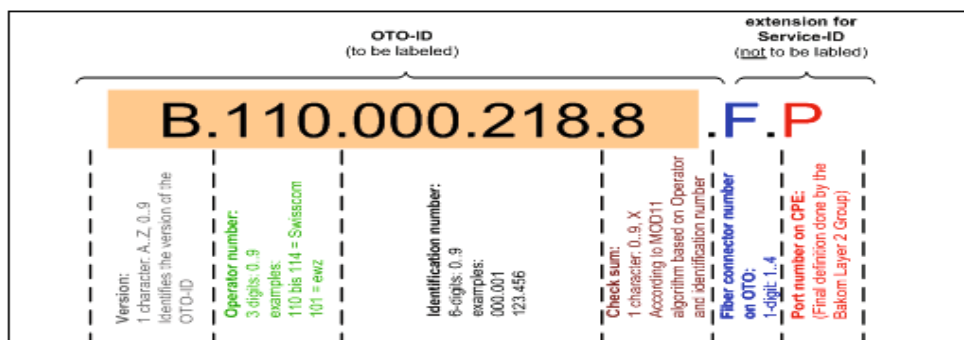 OTO-ID
(to be labeled)
extension for
Service-ID
(not to be labled)
B.110.000.218.8.F.P
Version:
1 character: A..Z, 0..9
Identifies the version of the
OTO-ID
Operator number:
3 digits: 0..9
examples:
110 bis 114 = Swisscom
101 = ewz
Identification number:
6-digits: 0..9
examples:
000.001
123.456
Check sum:
1 character: 0..9, X
According to MOD11
algorithm based on Operator
and identification number
Fiber connector number
on OTO:
1-digit: 1..4
Port number on CPE:
(Final definition done by the
Bakom Layer 2 Group)